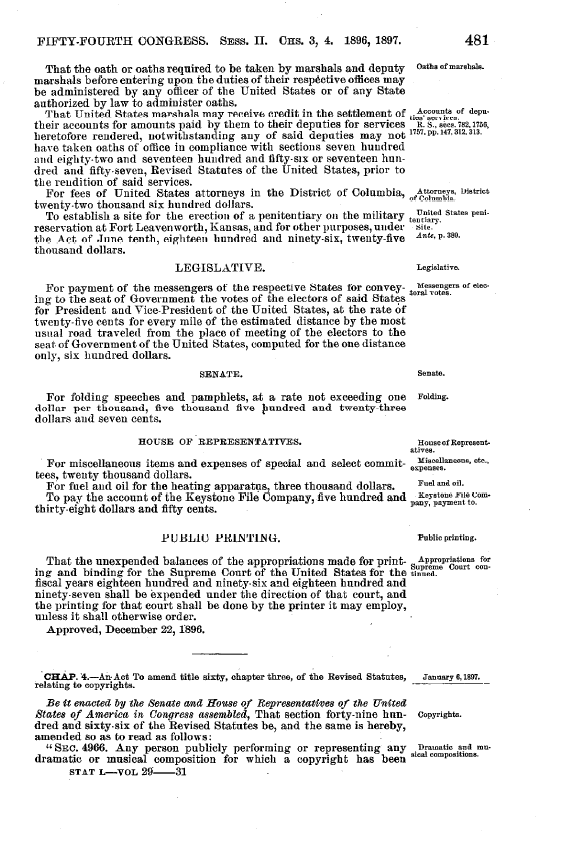 FIFTY-FOURTH CONGRESS. Sess. II. Chs. 3, 4. 1896, 1897. 481
That the oath or oaths required to be taken by marshals and deputy
Oaths of marshals.
marshals before entering upon the duties of their respective offices may
be administered by any officer of the United States or of any State
authorized by law to administer oaths.
That United States marshals may receive credit in the settlement of
Accounts of depu-
ties' services.
their accounts for amounts paid by them to their deputies for services
R. S., secs. 782, 1756,
heretofore rendered, notwithstanding any of said deputies may not
1757, pp. 147, 312, 313.
have taken oaths of office in compliance with sections seven hundred
and eighty-two and seventeen hundred and fifty-six or seventeen hun-
dred and fifty-seven, Revised Statutes of the United States, prior to
the rendition of said services.
For fees of United States attorneys in the District of Columbia,
Attorneys, District
of Columbia.
twenty-two thousand six hundred dollars.
To establish a site for the erection of a penitentiary on the military
United States peni-
tentiary.
reservation at Fort Leavenworth, Kansas, and for other purposes, under
Site.
the Act of June tenth, eighteen hundred and ninety-six, twenty-five
Ante, p. 380.
thousand dollars.
LEGISLATIVE.
Legislative.
For payment of the messengers of the respective States for convey-
Messengers of elec-
toral votes.
ing to the seat of Government the votes of the electors of said States
for President and Vice-President of the United States, at the rate of
twenty-five cents for every mile of the estimated distance by the most
usual road traveled from the place of meeting of the electors to the
seat of Government of the United States, computed for the one distance
only, six hundred dollars.
SENATE.
Senate.
For folding speeches and pamphlets, at a rate not exceeding one
Folding.
dollar per thousand, five thousand five hundred and twenty-three
dollars and seven cents.
HOUSE OF REPRESENTATIVES.
House of Represent-
atives.
For miscellaneous items and expenses of special and select commit-
Miscellaneous, etc.,
expenses.
tees, twenty thousand dollars.
For fuel and oil for the heating apparatus, three thousand dollars.
Fuel and oil.
To pay the account of the Keystone File Company, five hundred and
Keystone File Com-
pany, payment to.
thirty-eight dollars and fifty cents.
PUBLIC PRINTING.
Public printing.
That the unexpended balances of the appropriations made for print-
Appropriations for
Supreme Court con-
ing and binding for the Supreme Court of the United States for the
tinned.
fiscal years eighteen hundred and ninety-six and eighteen hundred and
ninety-seven shall be expended under the direction of that court, and
the printing for that court shall be done by the printer it may employ,
unless it shall otherwise order.
Approved, December 22, 1896.
CHAP. 4.—An Act To amend title sixty, chapter three, of the Revised Statutes,
January 6, 1897.
relating to copyrights.
Be it enacted by the Senate and House of Representatives of the United
States of America in Congress assembled, That section forty-nine hun-
Copyrights.
dred and sixty-six of the Revised Statutes be, and the same is hereby,
amended so as to read as follows:
"Sec. 4966. Any person publicly performing or representing any
Dramatic and mu-
sical compositions.
dramatic or musical composition for which a copyright has been
STAT L—VOL 29——31